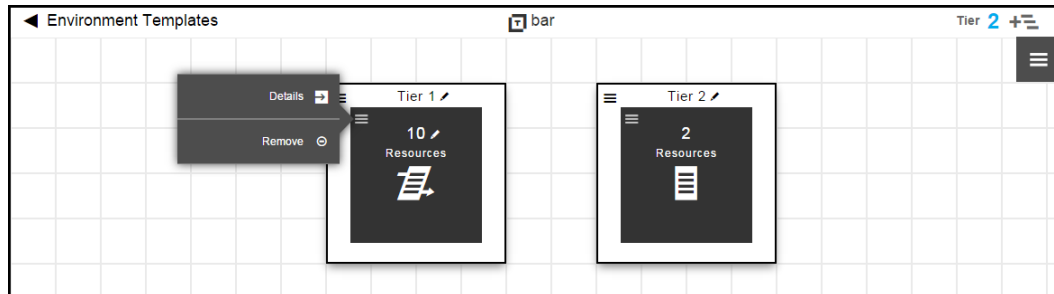 Environment Templates
bar
Tier 2
Details
Remove
Tier 1
10
Resources
Tier 2
2
Resources